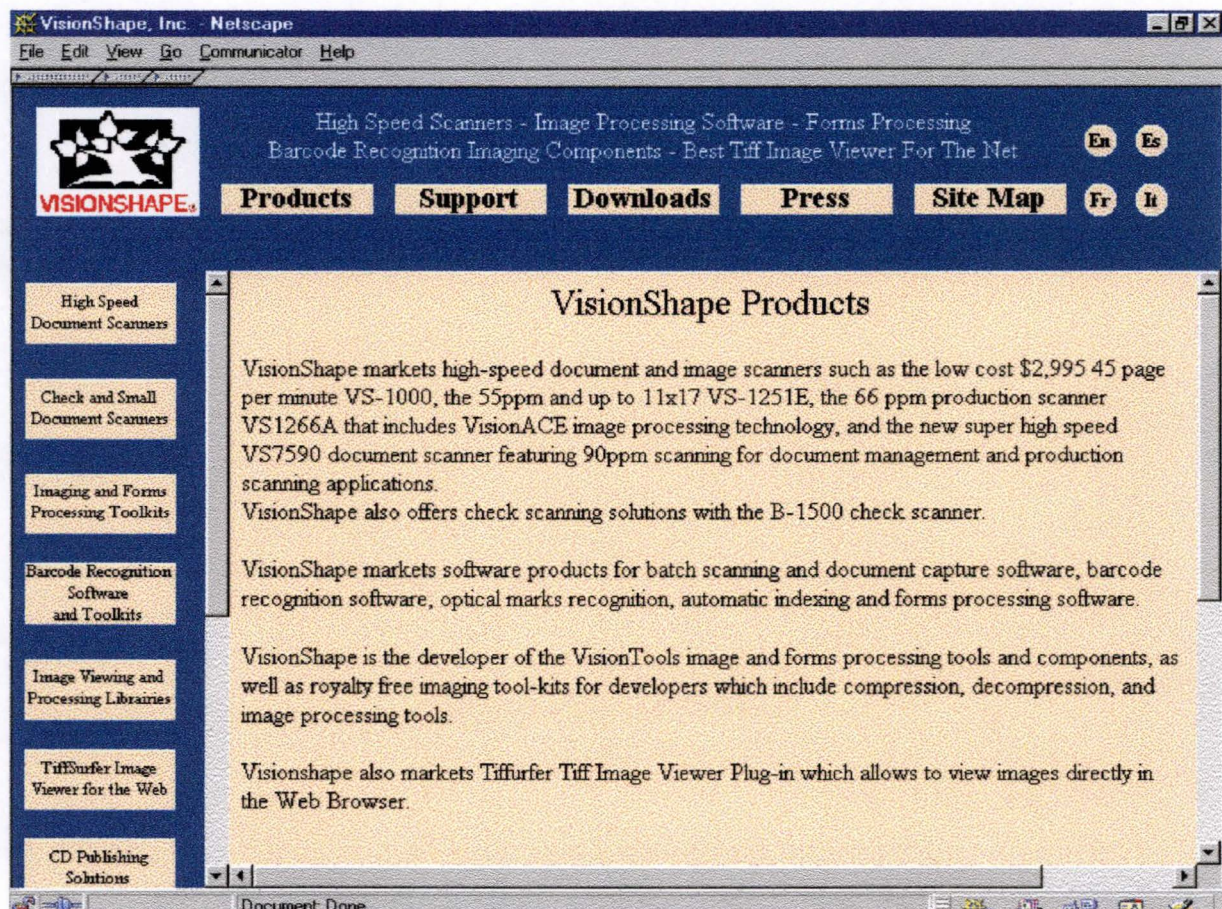 VisionShape, Inc. - Netscape
File Edit View Go Communicator Help
High Speed Scanners - Image Processing Software - Forms Processing
Barcode Recognition Imaging Components - Best Tiff Image Viewer For The Net
En Es
VISIONSHAPE®
Products Support Downloads Press Site Map Fr It
High Speed
Document Scanners
Check and Small
Document Scanners
Imaging and Forms
Processing Toolkits
Barcode Recognition
Software
and Toolkits
Image Viewing and
Processing Librairies
TiffSurfer Image
Viewer for the Web
CD Publishing
Solutions
VisionShape Products
VisionShape markets high-speed document and image scanners such as the low cost $2,995 45 page
per minute VS-1000, the 55ppm and up to 11x17 VS-1251E, the 66 ppm production scanner
VS1266A that includes VisionACE image processing technology, and the new super high speed
VS7590 document scanner featuring 90ppm scanning for document management and production
scanning applications.
VisionShape also offers check scanning solutions with the B-1500 check scanner.
VisionShape markets software products for batch scanning and document capture software, barcode
recognition software, optical marks recognition, automatic indexing and forms processing software.
VisionShape is the developer of the VisionTools image and forms processing tools and components, as
well as royalty free imaging tool-kits for developers which include compression, decompression, and
image processing tools.
Visionshape also markets Tiffurfer Tiff Image Viewer Plug-in which allows to view images directly in
the Web Browser.
Document: Done